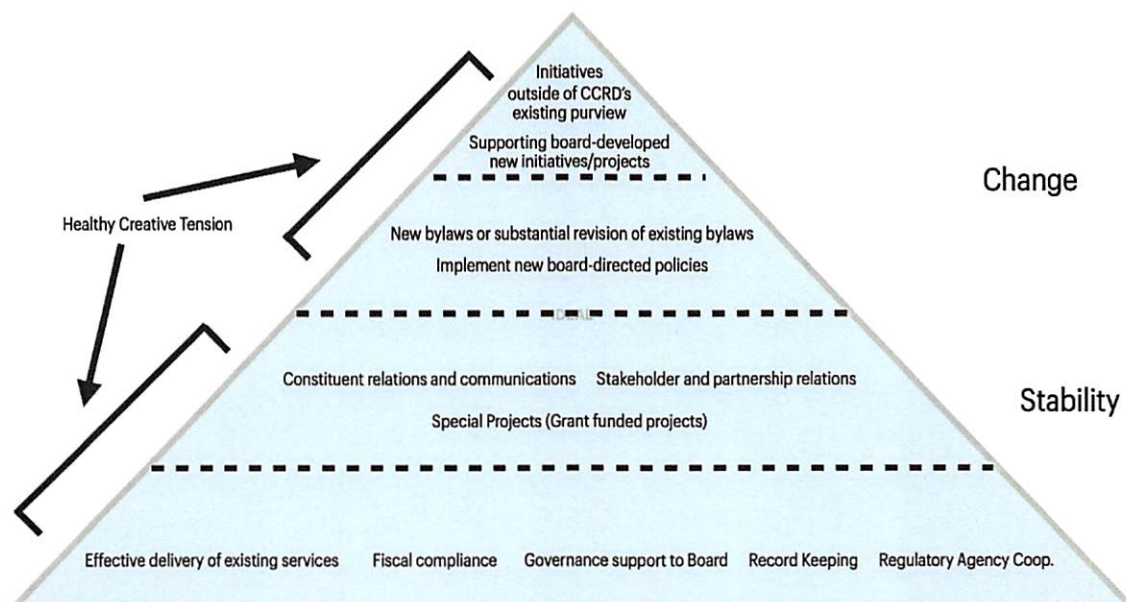 Initiatives
outside of CCRD's
existing purview
Supporting board-developed
new initiatives/projects
Change
Healthy Creative Tension
New bylaws or substantial revision of existing bylaws
Implement new board-directed policies
IDEAL
Constituent relations and communications Stakeholder and partnership relations
Stability
Special Projects (Grant funded projects)
Effective delivery of existing services Fiscal compliance Governance support to Board Record Keeping Regulatory Agency Coop.